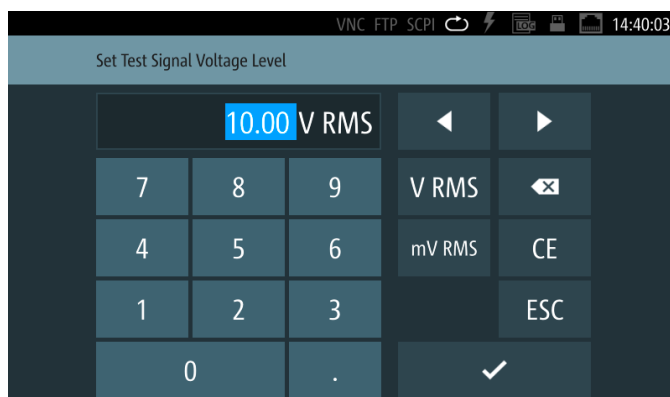 VNC FTP SCPI LOG 14:40:03
Set Test Signal Voltage Level
10.00 V RMS
7 8 9 V RMS
4 5 6 mV RMS CE
1 2 3 ESC
0 .